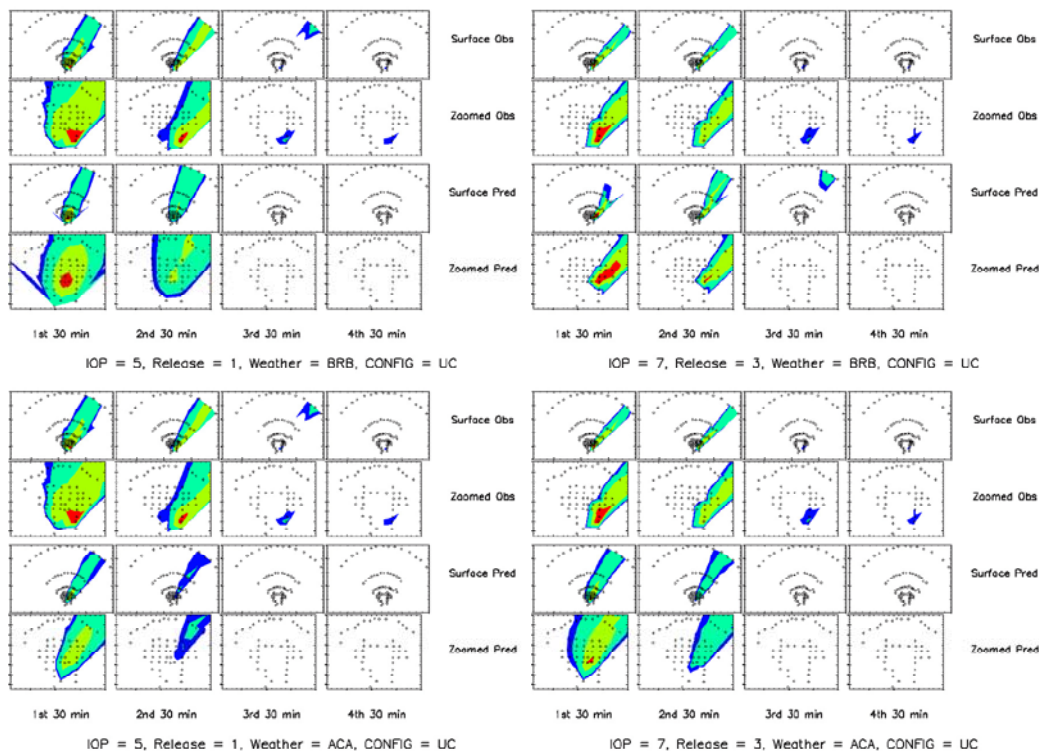 Surface Obs
Zoomed Obs
Surface Pred
Zoomed Pred
1st 30 min 2nd 30 min 3rd 30 min 4th 30 min
IOP = 5, Release = 1, Weather = BRB, CONFIG = UC
Surface Obs
Zoomed Obs
Surface Pred
Zoomed Pred
1st 30 min 2nd 30 min 3rd 30 min 4th 30 min
IOP = 7, Release = 3, Weather = BRB, CONFIG = UC
Surface Obs
Zoomed Obs
Surface Pred
Zoomed Pred
1st 30 min 2nd 30 min 3rd 30 min 4th 30 min
IOP = 5, Release = 1, Weather = ACA, CONFIG = UC
Surface Obs
Zoomed Obs
Surface Pred
Zoomed Pred
1st 30 min 2nd 30 min 3rd 30 min 4th 30 min
IOP = 7, Release = 3, Weather = ACA, CONFIG = UC